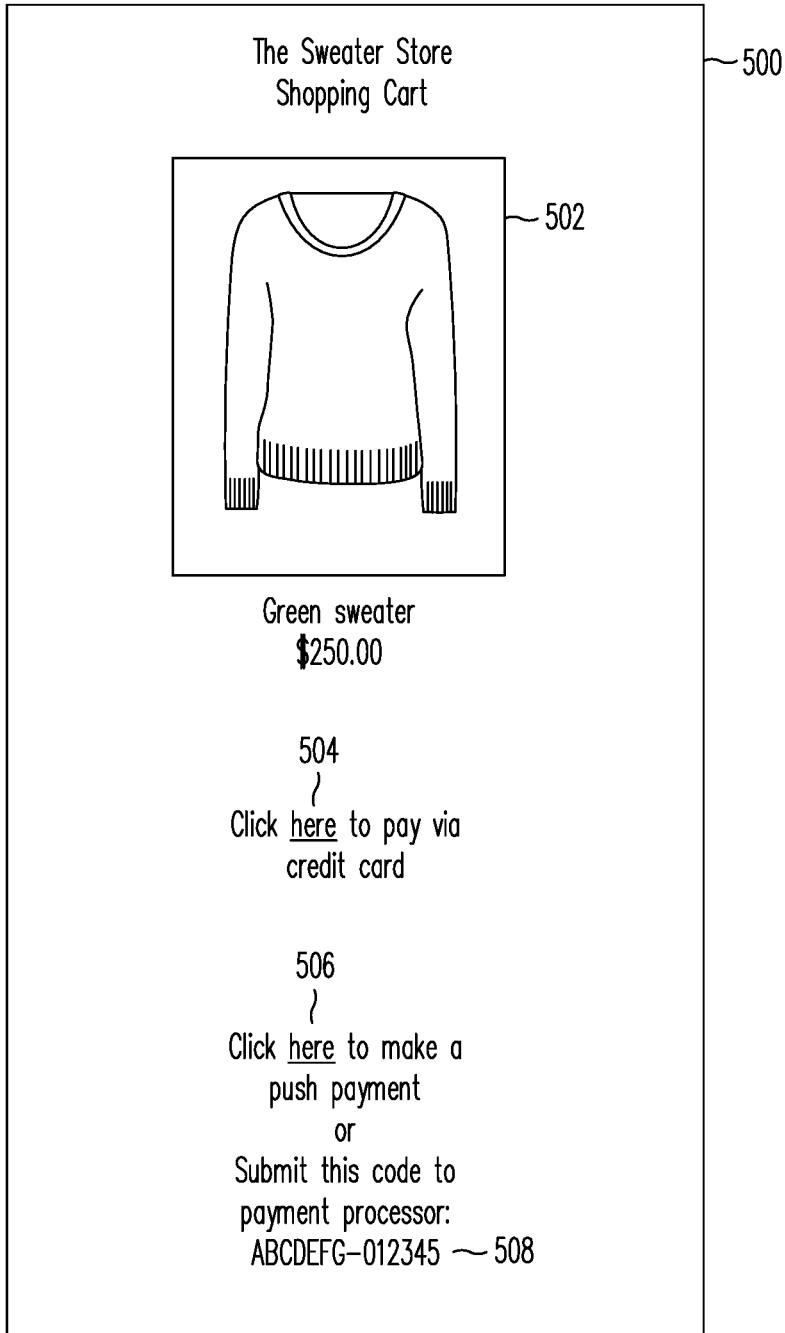 The Sweater Store
Shopping Cart
500
502
Green sweater
$250.00
504
Click here to pay via
credit card
506
Click here to make a
push payment
or
Submit this code to
payment processor:
ABCDEFG-012345
508